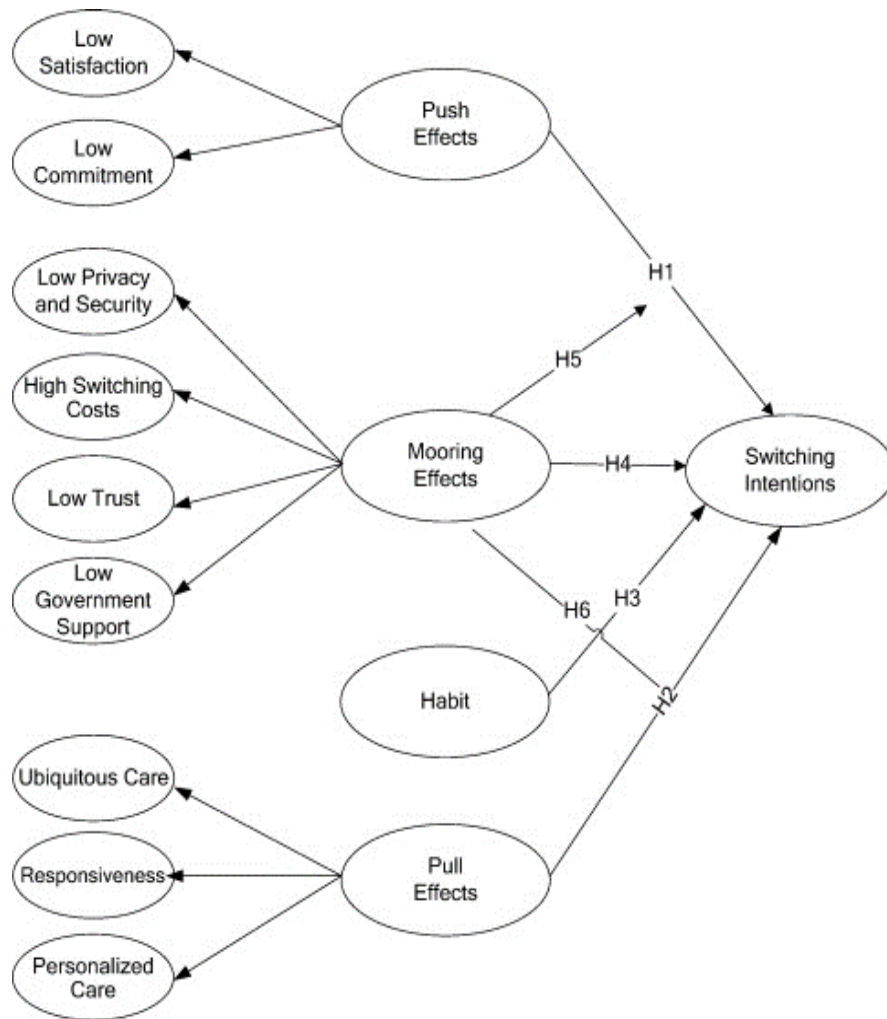 Low
Satisfaction
Push
Effects
Low
Commitment
H1
Low Privacy
and Security
H5
High Switching
Costs
Mooring
Effects
H4
Switching
Intentions
Low Trust
Low
Government
Support
H6
H3
Habit
H2
Ubiquitous Care
Responsiveness
Pull
Effects
Personalized
Care